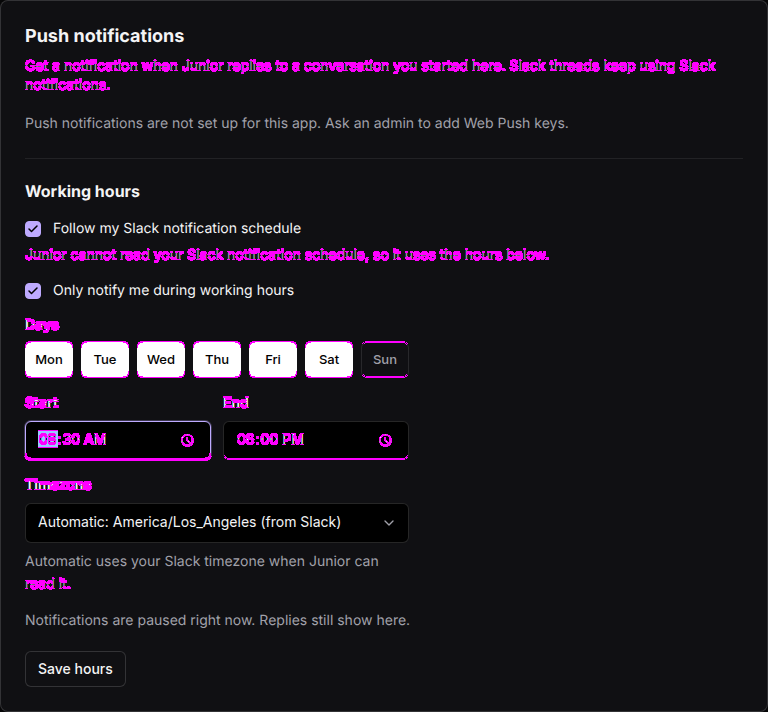 Push notifications
Get a notification when Junior replies to a conversation you started here. Slack threads keep using Slack
notifications.
Push notifications are not set up for this app. Ask an admin to add Web Push keys.
Working hours
Follow my Slack notification schedule
Junior cannot read your Slack notification schedule, so it uses the hours below.
Only notify me during working hours
Days
Mon Tue Wed Thu Fri Sat Sun
Start End
:30 AM :00 PM
Timezone
Automatic: America/Los_Angeles (from Slack)
Automatic uses your Slack timezone when Junior can
read it.
Notifications are paused right now. Replies still show here.
Save hours